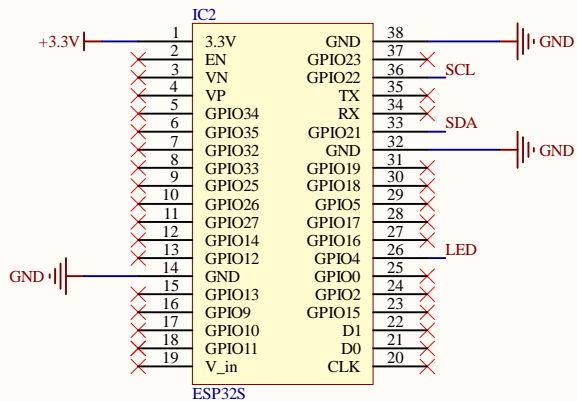 IC2
+3.3V 1 3.3V GND 38 GND
2 EN GPIO23 37
3 VN GPIO22 36 SCL
4 VP TX 35
5 GPIO34 RX 34
6 GPIO35 GPIO21 33 SDA
7 GPIO32 GND 32 GND
8 GPIO33 GPIO19 31
9 GPIO25 GPIO18 30
10 GPIO26 GPIO5 29
11 GPIO27 GPIO17 28
12 GPIO14 GPIO16 27
13 GPIO12 GPIO4 26 LED
GND 14 GND GPIO0 25
15 GPIO13 GPIO2 24
16 GPIO9 GPIO15 23
17 GPIO10 D1 22
18 GPIO11 D0 21
19 V_in CLK 20
ESP32S